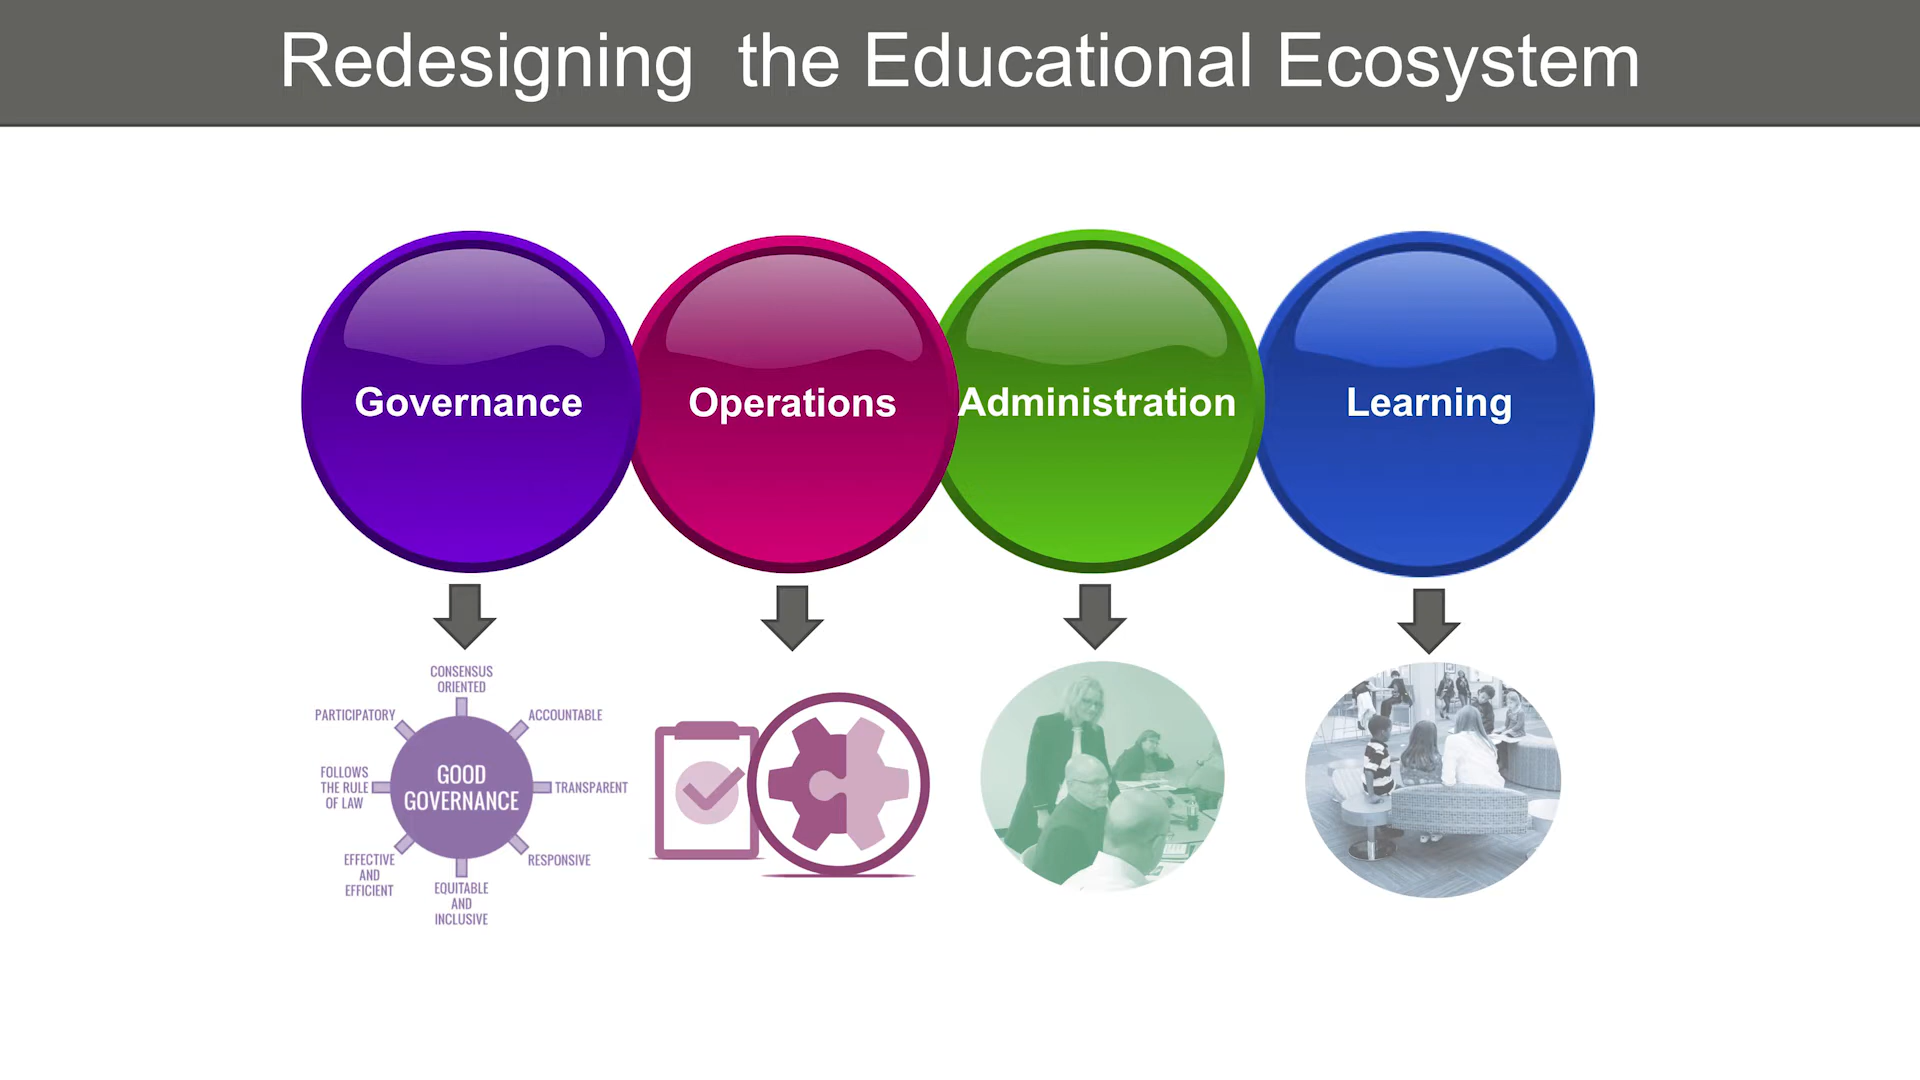 Redesigning  the Educational Ecosystem
Governance
Operations
Administration
Learning
CONSENSUS
ORIENTED
PARTICIPATORY
ACCOUNTABLE
FOLLOWS
THE RULE
OF LAW
GOOD
GOVERNANCE
TRANSPARENT
EFFECTIVE
AND
EFFICIENT
RESPONSIVE
EQUITABLE
AND
INCLUSIVE